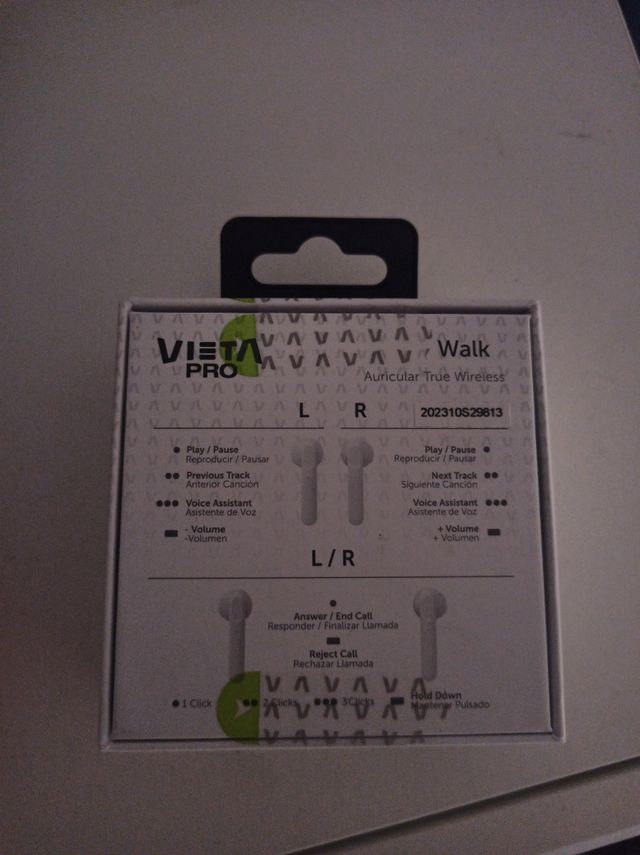 VIETA
PRO
Walk
Auricular True Wireless
L R 202310S29813
Play / Pause
Reproducir / Pausar
Previous Track
Anterior Canción
Voice Assistant
Asistente de Voz
- Volume
-Volumen
Play / Pause
Reproducir / Pausar
Next Track
Siguiente Canción
Voice Assistant
Asistente de Voz
+ Volume
+ Volumen
L / R
Answer / End Call
Responder / Finalizar Llamada
Reject Call
Rechazar Llamada
1 Click 2 Clicks 3 Clicks Hold Down
Mantener Pulsado